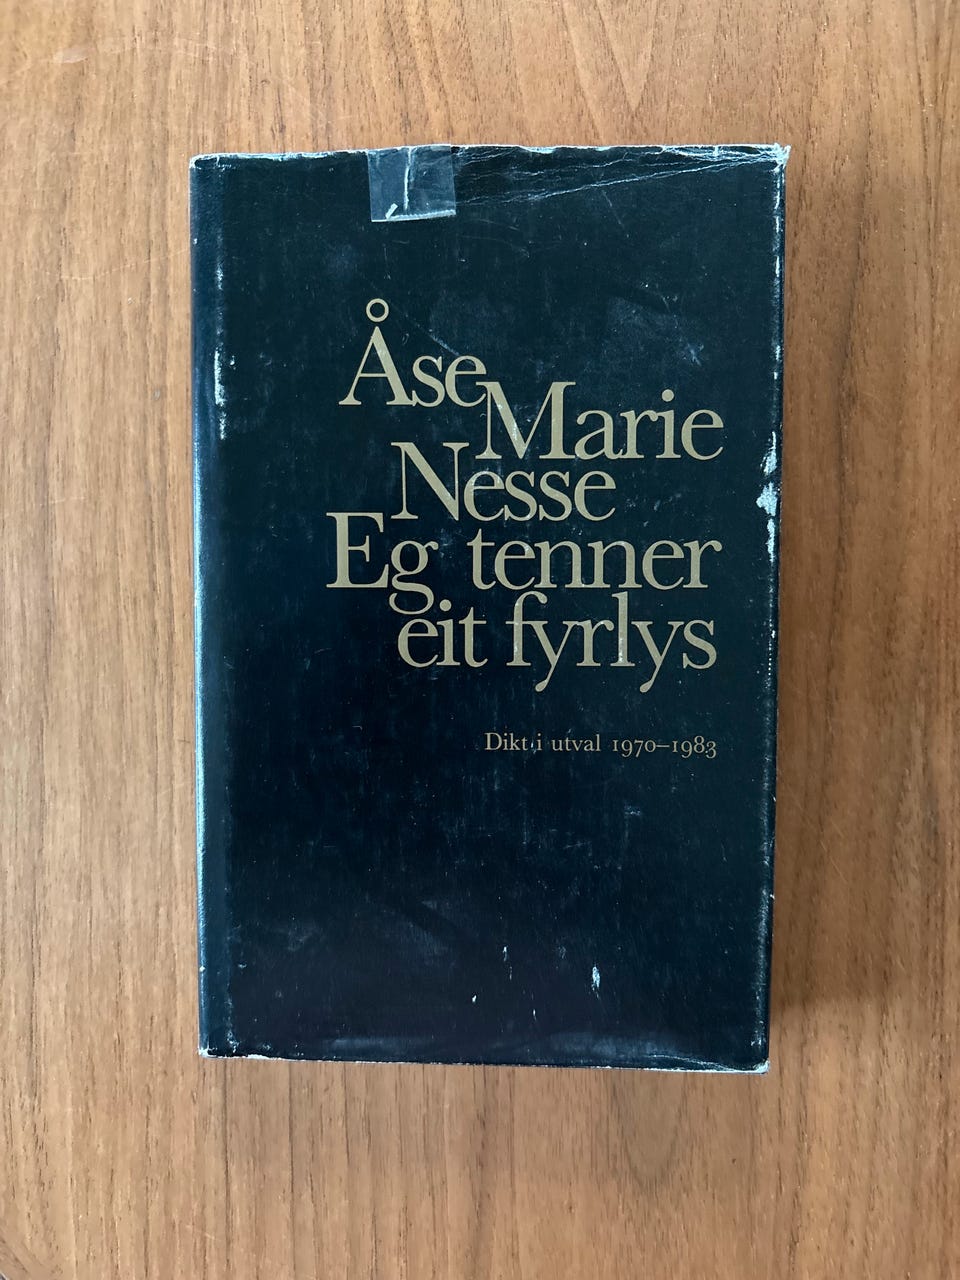 Åse
Marie
Nesse
Eg tenner
eit fyrlys
Dikt i utval 1970–1983